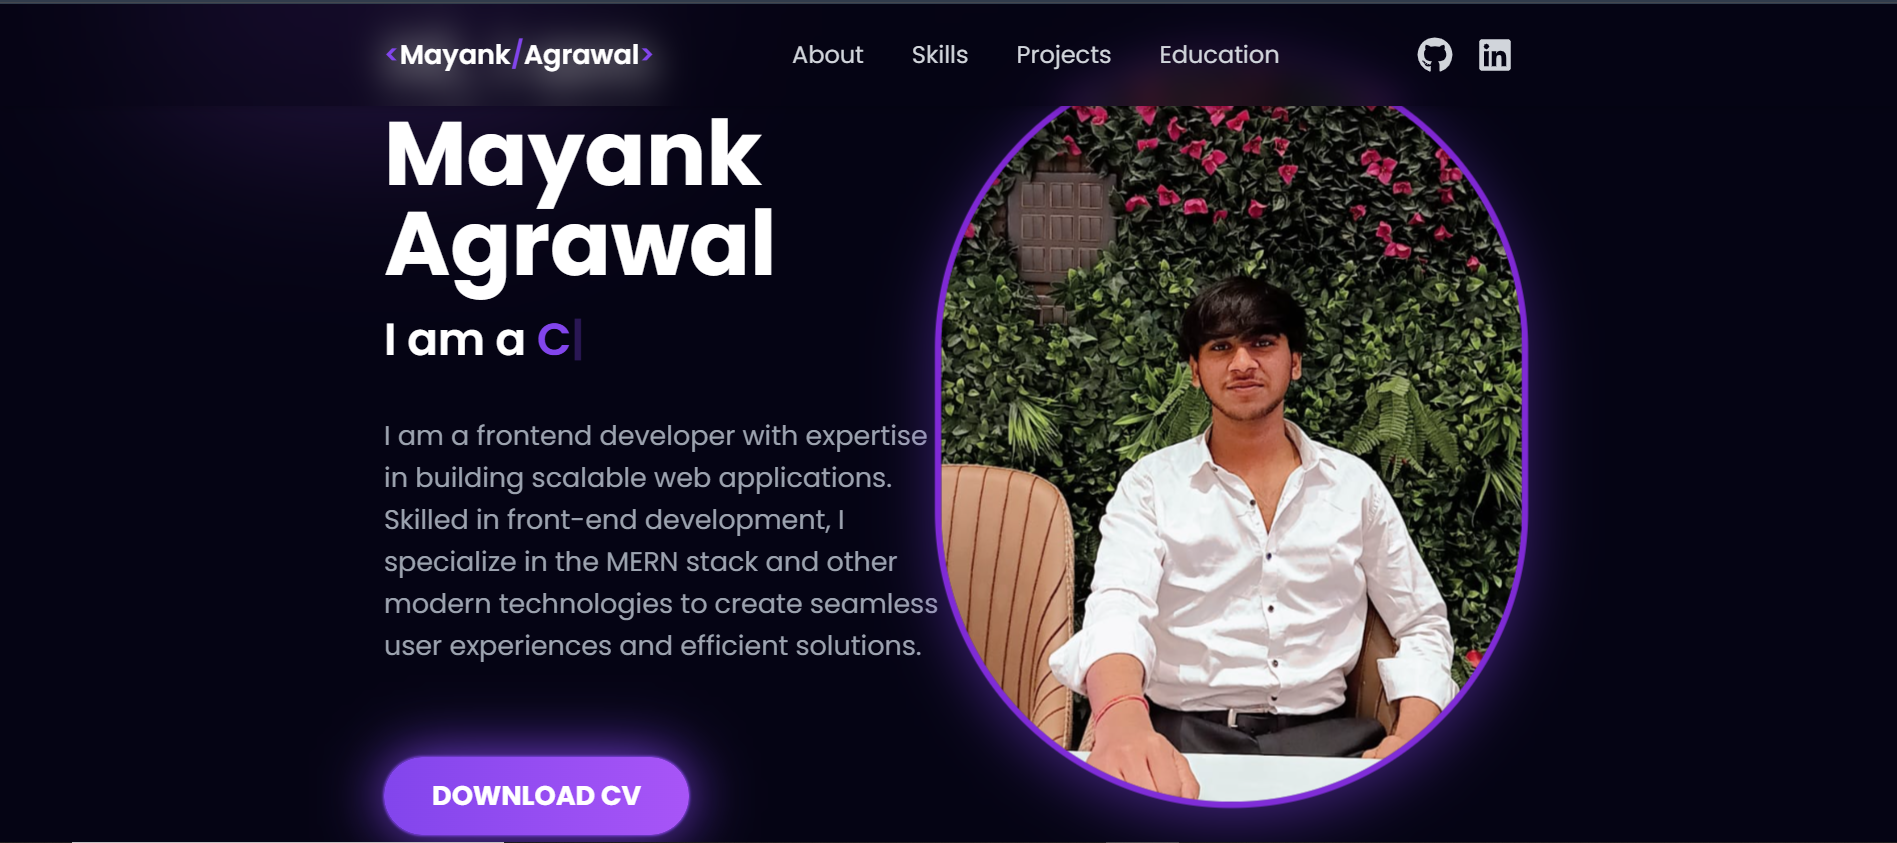 <Mayank/Agrawal>
About
Skills
Projects
Education
in
Mayank
Agrawal
I am a C
I am a frontend developer with expertise
in building scalable web applications.
Skilled in front-end development, I
specialize in the MERN stack and other
modern technologies to create seamless
user experiences and efficient solutions.
DOWNLOAD CV